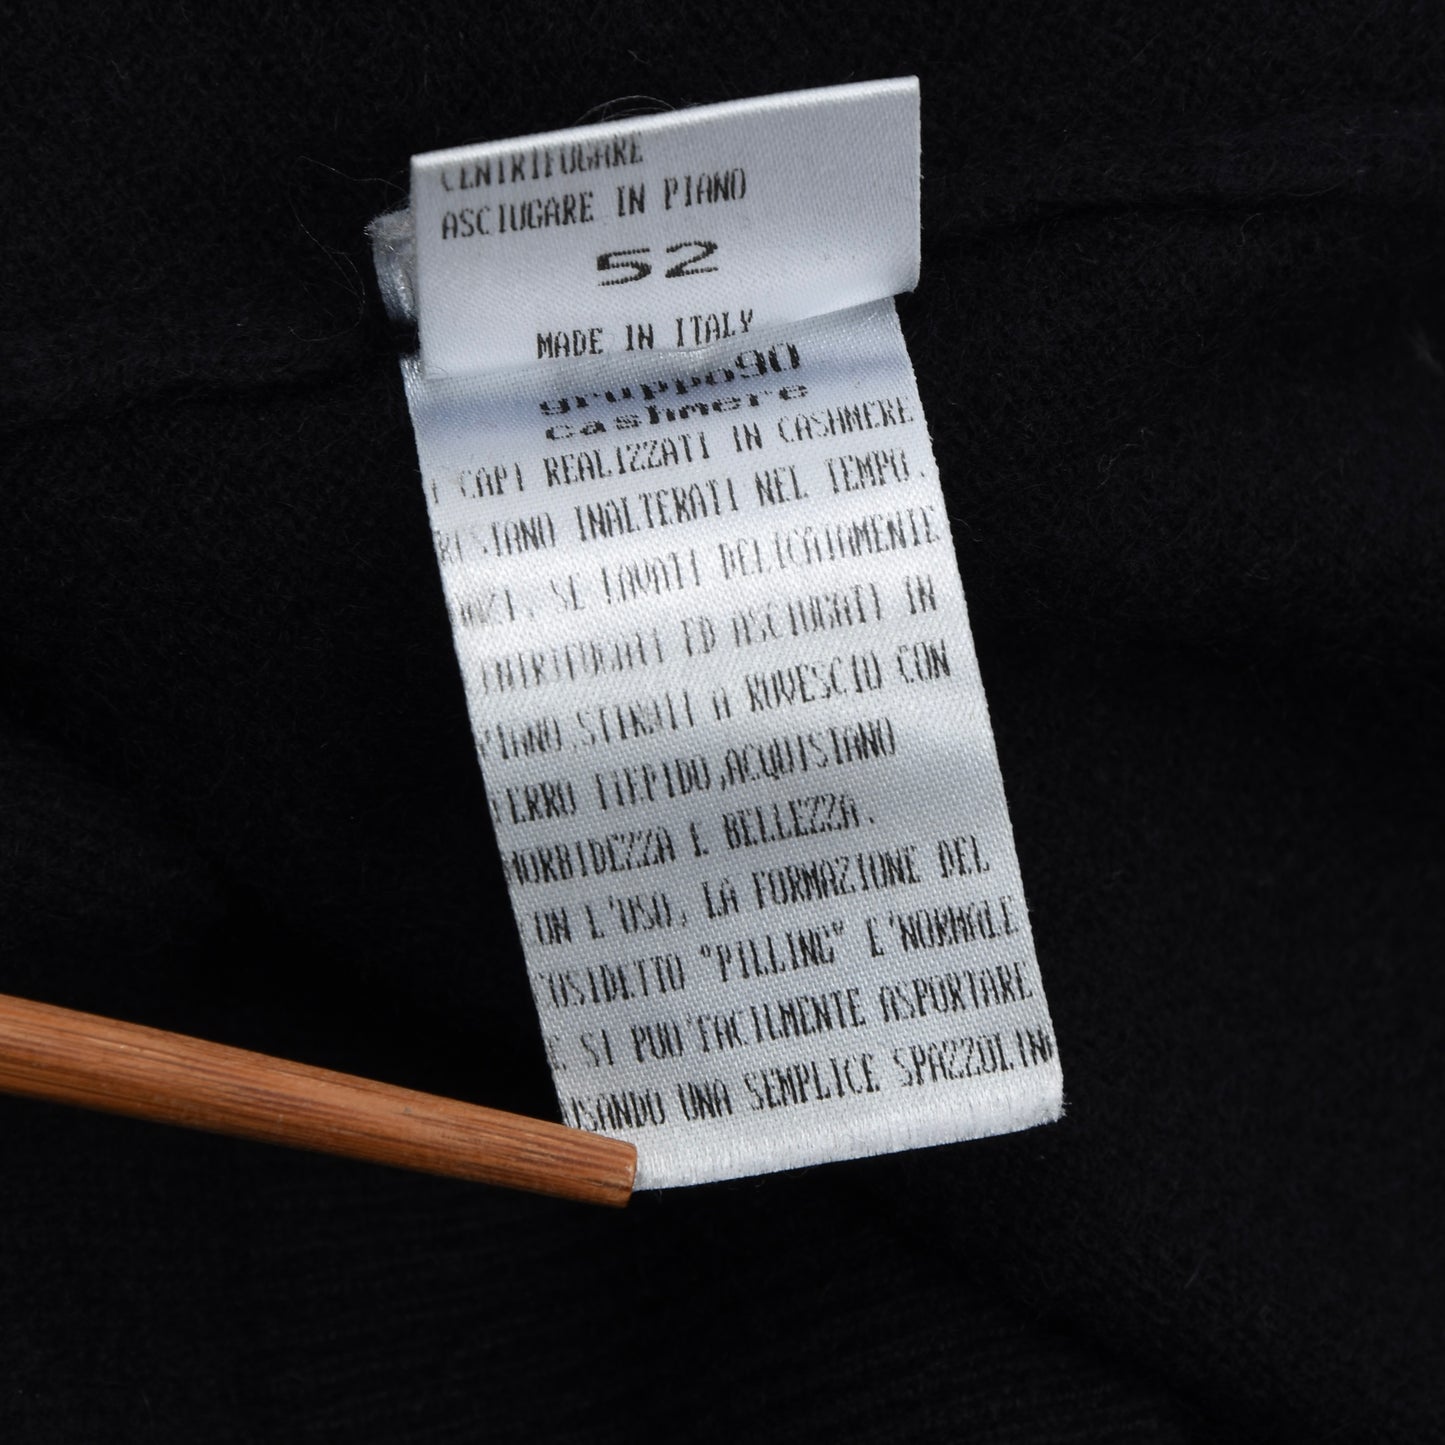 CENTRIFUGARE
ASCIUGARE IN PIANO
52
MADE IN ITALY
gruppo90
cashmere
I CAPI REALIZZATI IN CASHMERE
RESTANO INALTERATI NEL TEMPO.
ANZI, SE LAVATI DELICATAMENTE
CENTRIFUGATI ED ASCIUGATI IN
PIANO,STIRATI A ROVESCIO CON
FERRO TIEPIDO,ACQUISTANO
MORBIDEZZA E BELLEZZA.
CON L'USO, LA FORMAZIONE DEL
COSIDETTO "PILLING" E'NORMALE
E SI PUO'FACILMENTE ASPORTARE
USANDO UNA SEMPLICE SPAZZOLINA